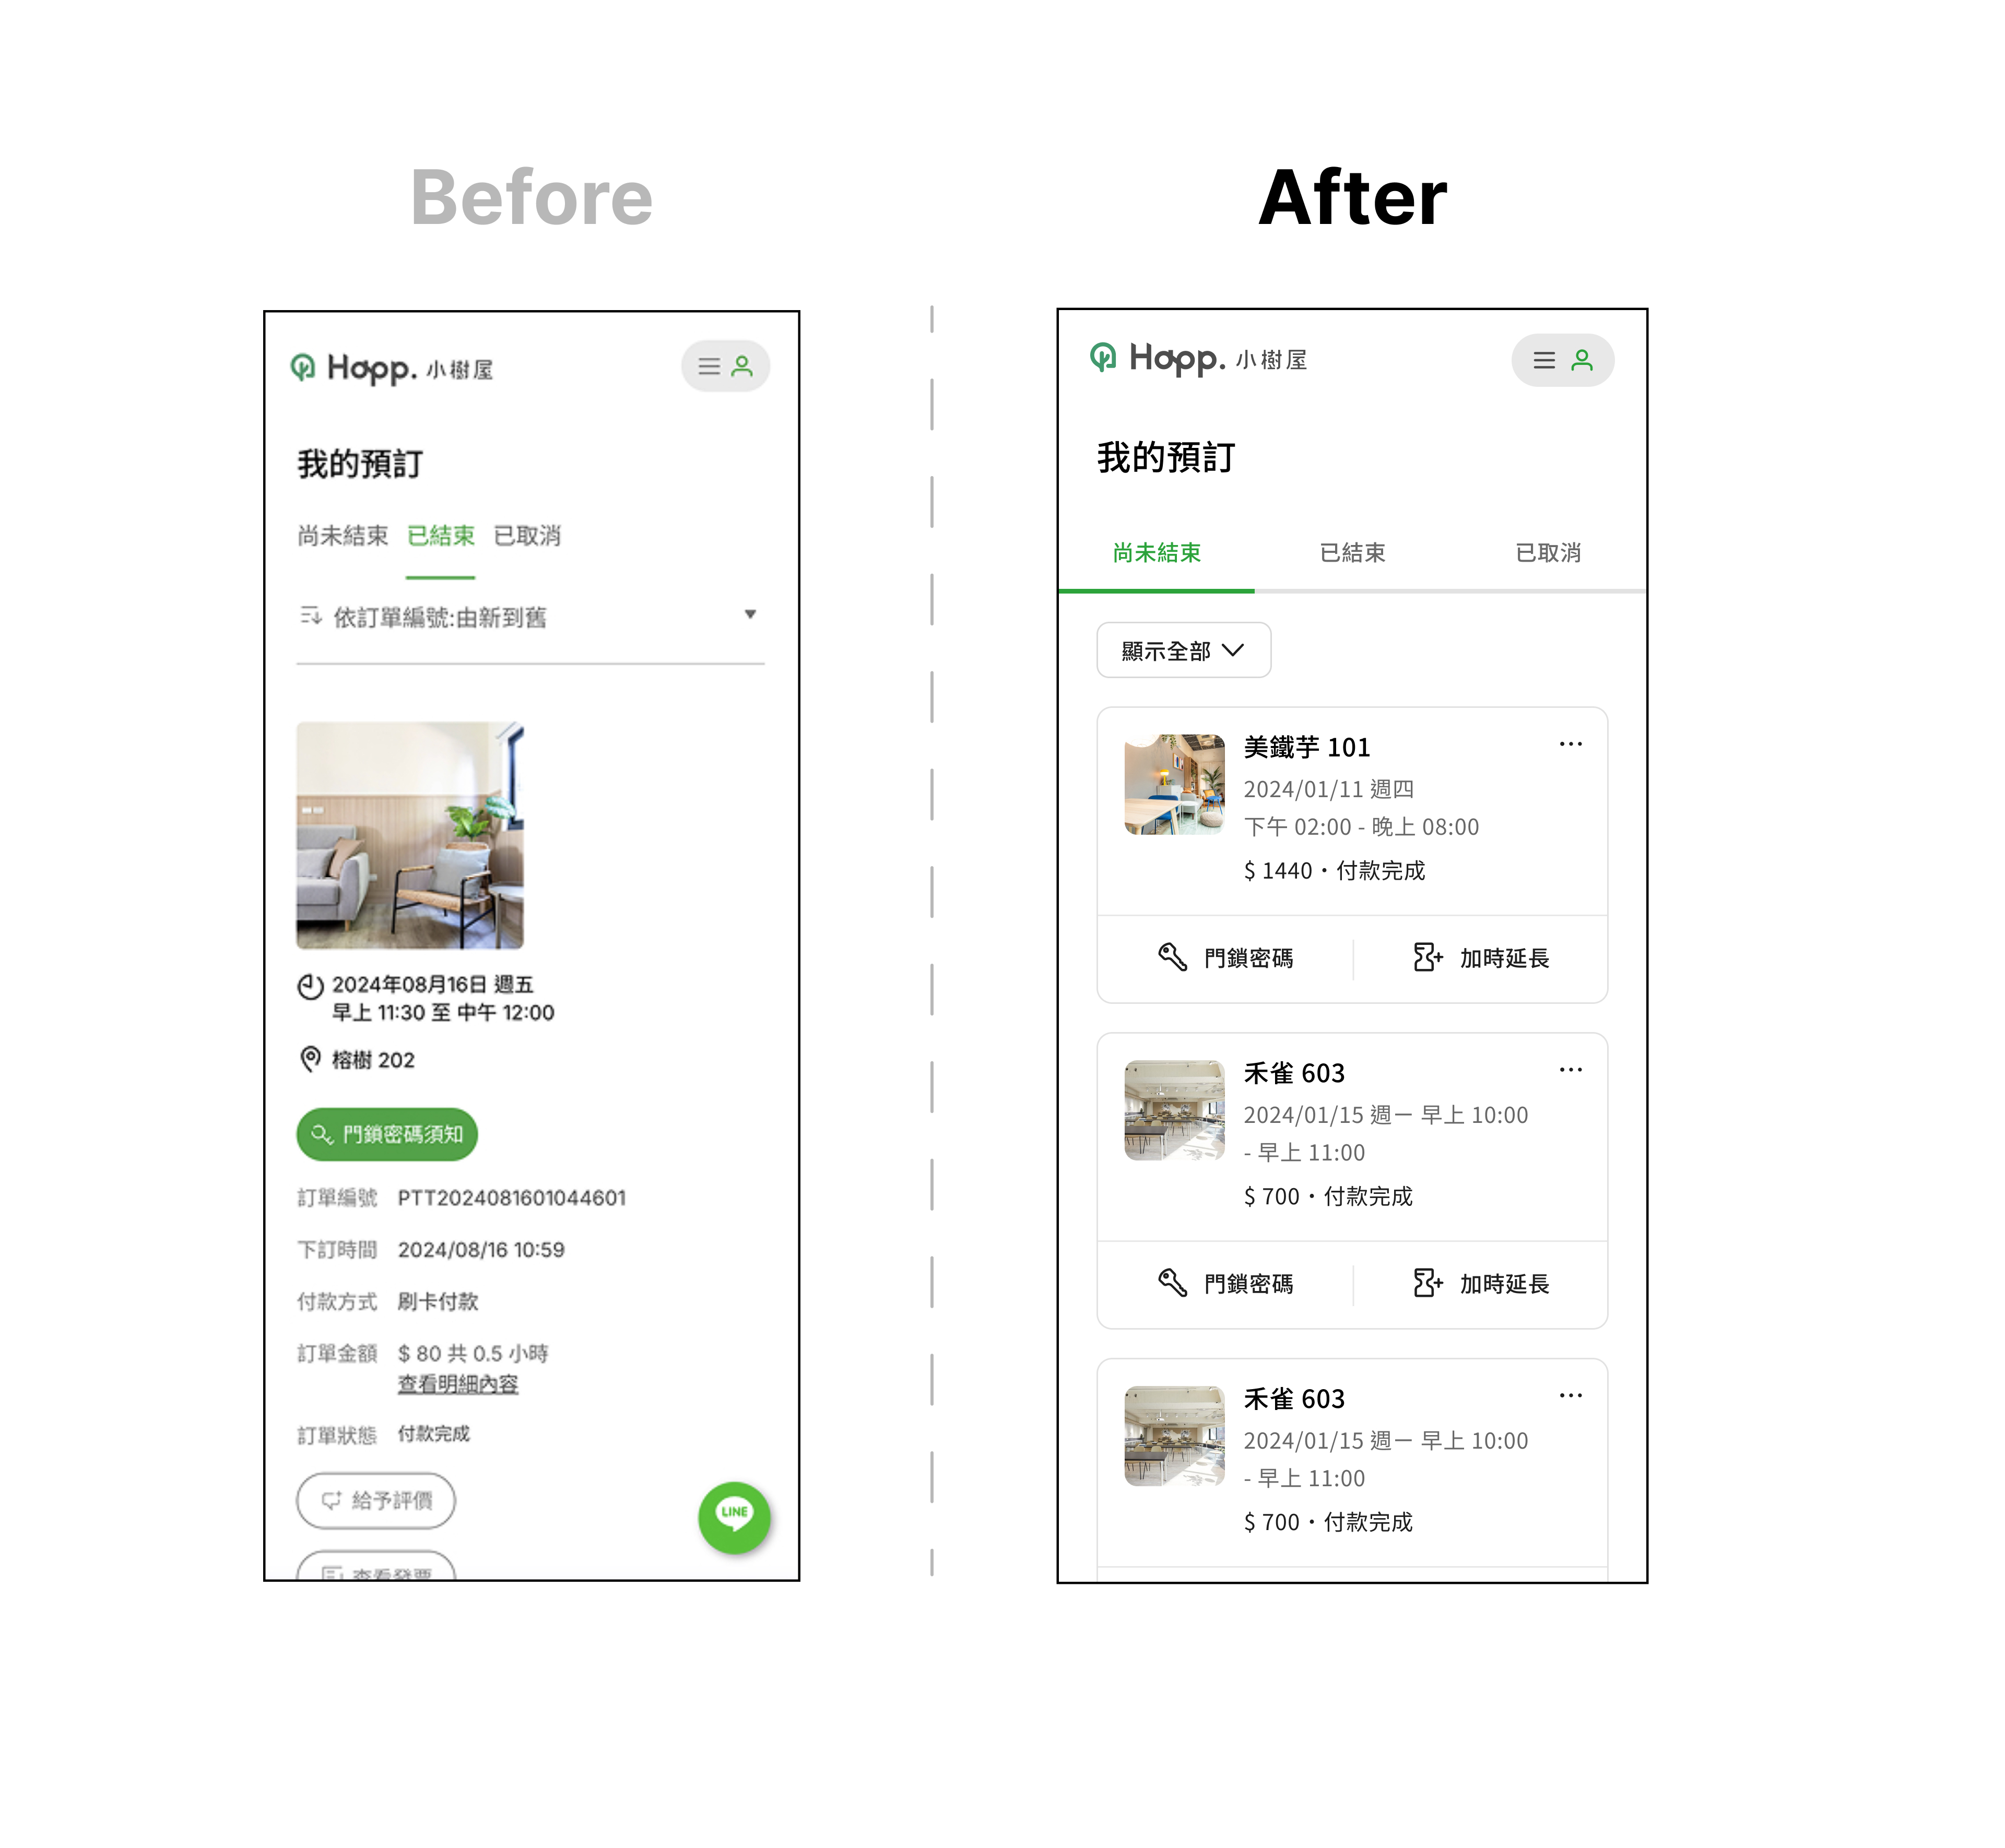 Before
After
Happ. 小樹屋
我的預訂
尚未結束 已結束 已取消
依訂單編號:由新到舊
2024年08月16日 週五
早上 11:30 至 中午 12:00
榕樹 202
門鎖密碼須知
訂單編號 PTT2024081601044601
下訂時間 2024/08/16 10:59
付款方式 刷卡付款
訂單金額 $ 80 共 0.5 小時
查看明細內容
訂單狀態 付款完成
給予評價
LINE
查看發票
Happ. 小樹屋
我的預訂
尚未結束 已結束 已取消
顯示全部
美鐵芋 101
2024/01/11 週四
下午 02:00 - 晚上 08:00
$ 1440・付款完成
門鎖密碼 加時延長
禾雀 603
2024/01/15 週一 早上 10:00
- 早上 11:00
$ 700・付款完成
門鎖密碼 加時延長
禾雀 603
2024/01/15 週一 早上 10:00
- 早上 11:00
$ 700・付款完成